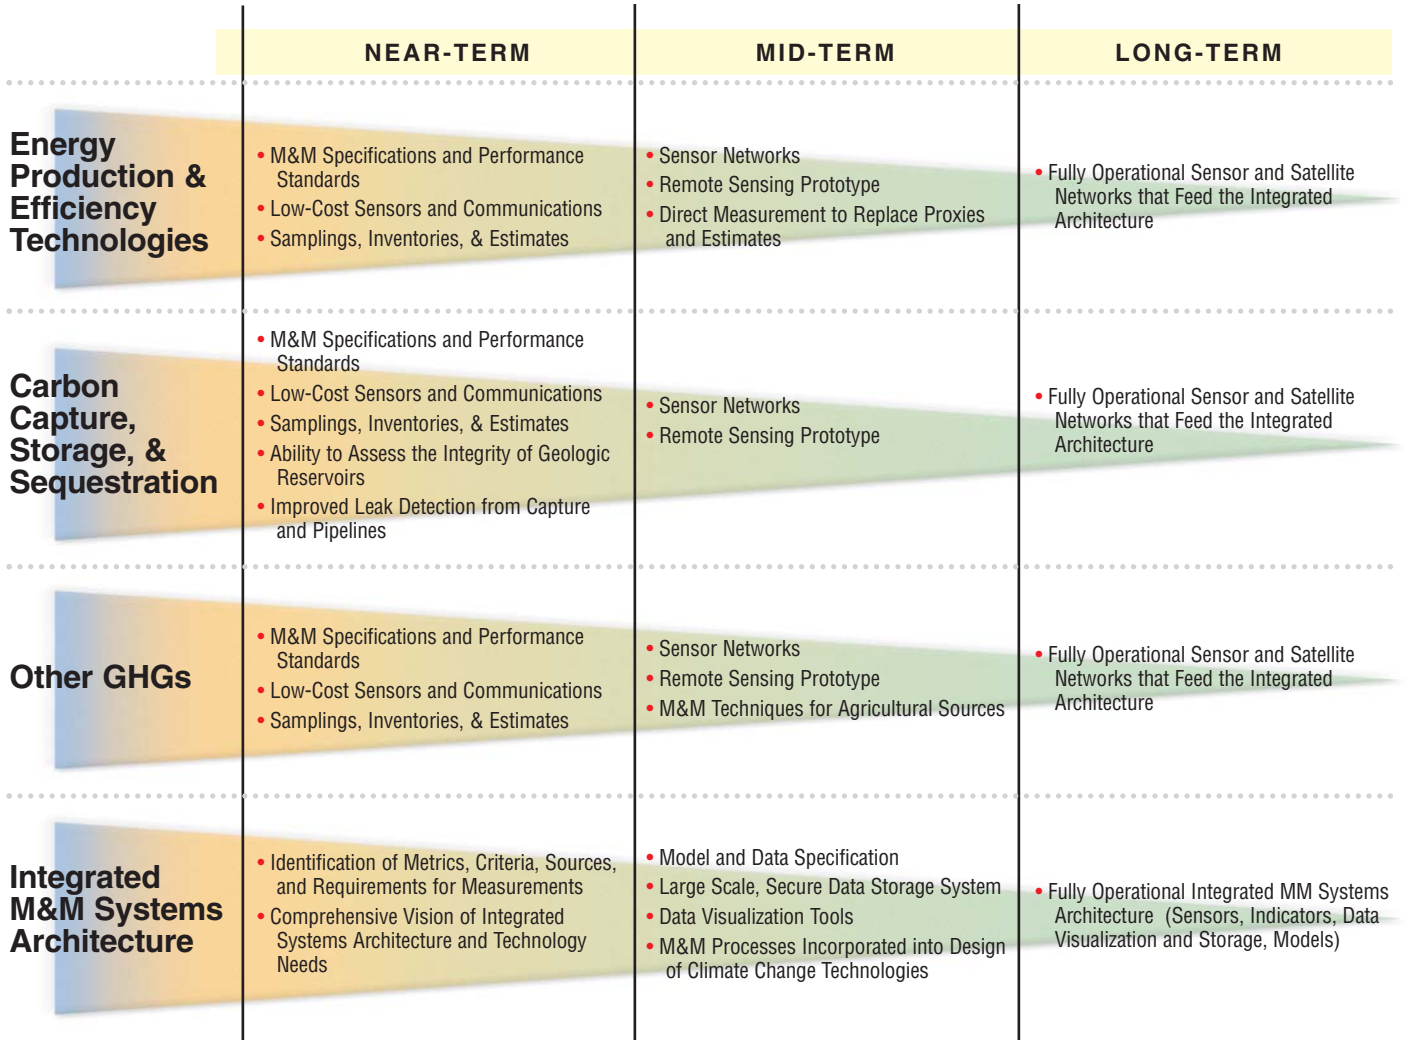 NEAR-TERM
MID-TERM
LONG-TERM
Energy
Production &
Efficiency
Technologies
• M&M Specifications and Performance
Standards
• Low-Cost Sensors and Communications
• Samplings, Inventories, & Estimates
• Sensor Networks
• Remote Sensing Prototype
• Direct Measurement to Replace Proxies
and Estimates
• Fully Operational Sensor and Satellite
Networks that Feed the Integrated
Architecture
Carbon
Capture,
Storage, &
Sequestration
• M&M Specifications and Performance
Standards
• Low-Cost Sensors and Communications
• Samplings, Inventories, & Estimates
• Ability to Assess the Integrity of Geologic
Reservoirs
• Improved Leak Detection from Capture
and Pipelines
• Sensor Networks
• Remote Sensing Prototype
• Fully Operational Sensor and Satellite
Networks that Feed the Integrated
Architecture
Other GHGs
• M&M Specifications and Performance
Standards
• Low-Cost Sensors and Communications
• Samplings, Inventories, & Estimates
• Sensor Networks
• Remote Sensing Prototype
• M&M Techniques for Agricultural Sources
• Fully Operational Sensor and Satellite
Networks that Feed the Integrated
Architecture
Integrated
M&M Systems
Architecture
• Identification of Metrics, Criteria, Sources,
and Requirements for Measurements
• Comprehensive Vision of Integrated
Systems Architecture and Technology
Needs
• Model and Data Specification
• Large Scale, Secure Data Storage System
• Data Visualization Tools
• M&M Processes Incorporated into Design
of Climate Change Technologies
• Fully Operational Integrated MM Systems
Architecture (Sensors, Indicators, Data
Visualization and Storage, Models)